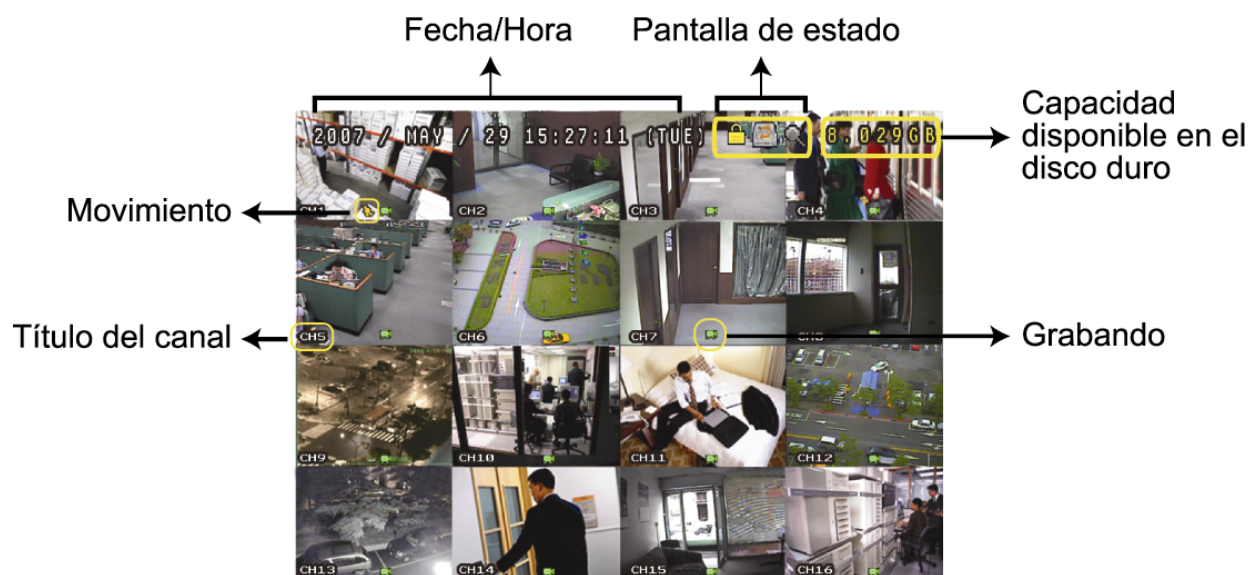 Fecha/Hora
Pantalla de estado
Capacidad
disponible en el
disco duro
2007 / MAY / 29 15:27:11 (TUE)
8.029GB
Movimiento
CH1
CH2
CH3
CH4
Título del canal
CH5
CH6
CH7
CH8
Grabando
CH9
CH10
CH11
CH12
CH13
CH14
CH15
CH16